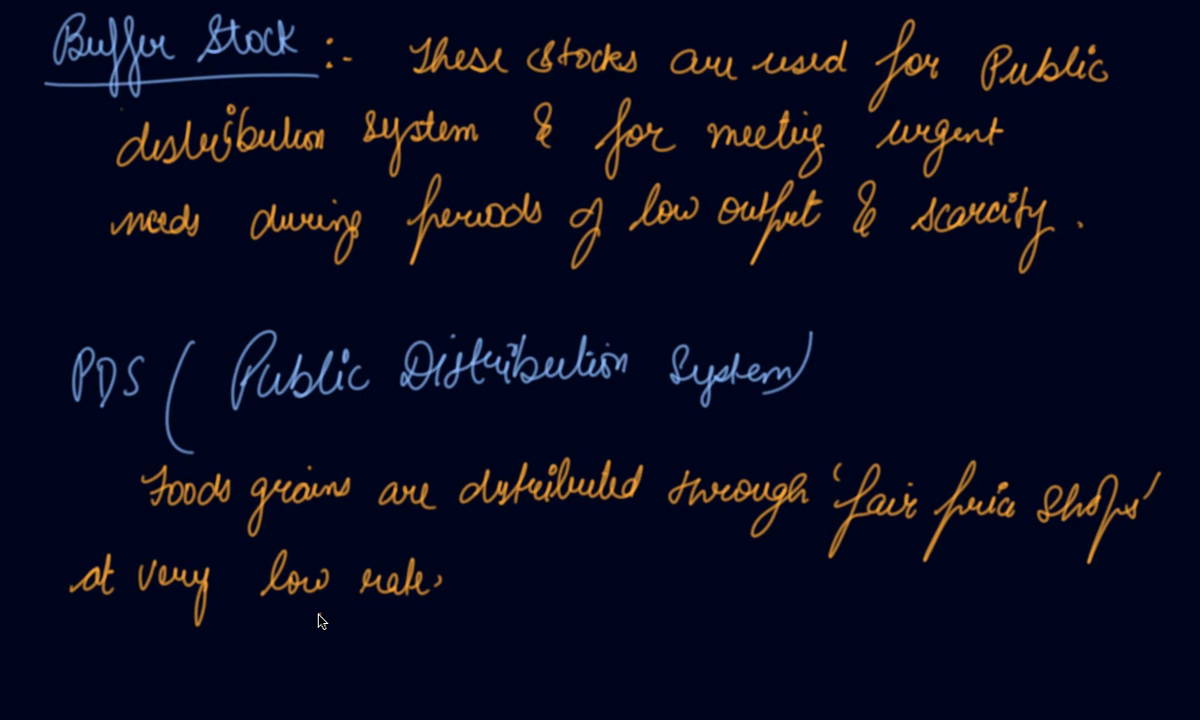 Buffer Stock :- These Stocks are used for Public
distribution system & for meeting urgent
needs during periods of low output & scarcity.
PDS ( Public Distribution System)
Foods grains are distributed through 'fair price Shops'
at very low rate.